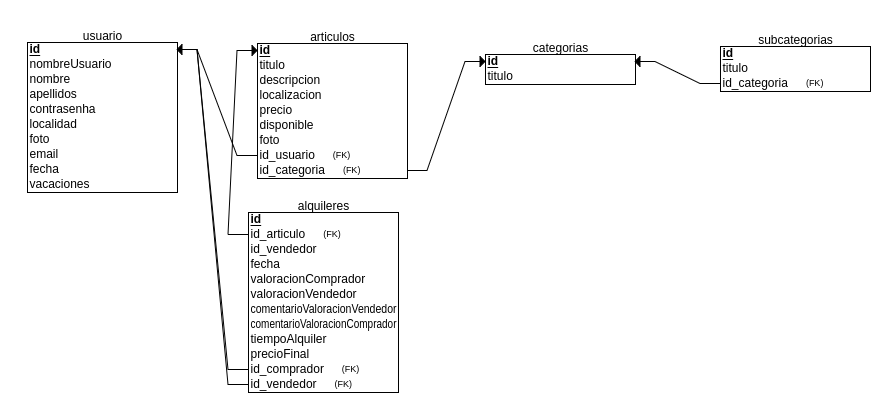 usuario
id
nombreUsuario
nombre
apellidos
contrasenha
localidad
foto
email
fecha
vacaciones
articulos
id
titulo
descripcion
localizacion
precio
disponible
foto
id_usuario (FK)
id_categoria (FK)
categorias
id
titulo
subcategorias
id
titulo
id_categoria (FK)
alquileres
id
id_articulo (FK)
id_vendedor
fecha
valoracionComprador
valoracionVendedor
comentarioValoracionVendedor
comentarioValoracionComprador
tiempoAlquiler
precioFinal
id_comprador (FK)
id_vendedor (FK)